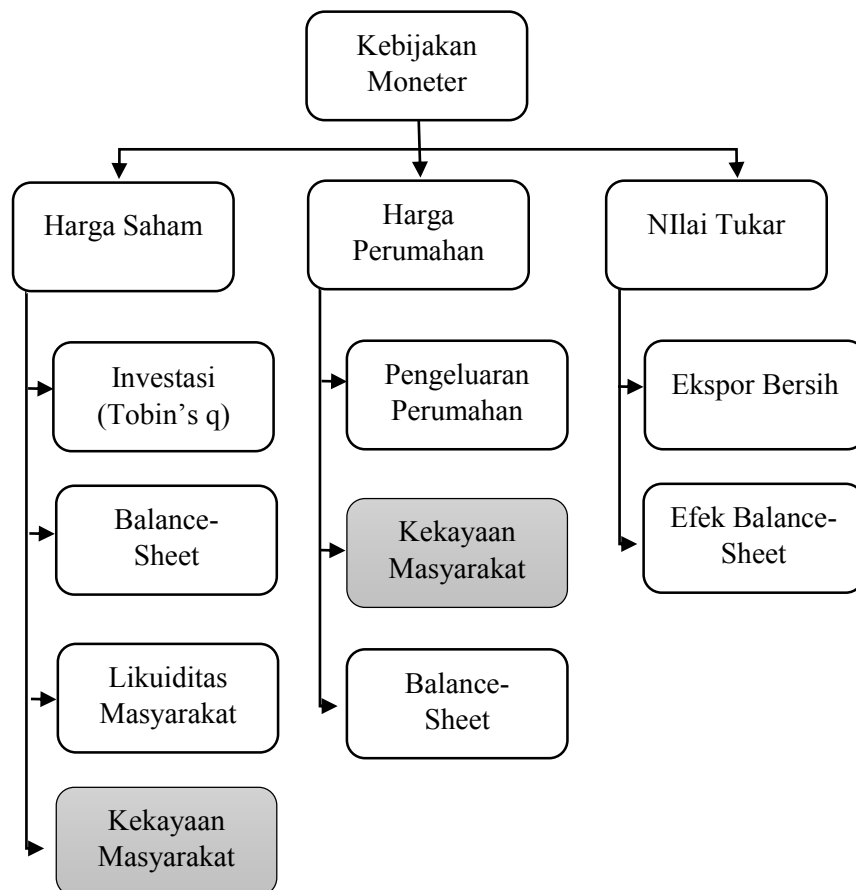 Kebijakan
Moneter
Harga Saham
Harga
Perumahan
NIlai Tukar
Investasi
(Tobin's q)
Balance-
Sheet
Likuiditas
Masyarakat
Kekayaan
Masyarakat
Pengeluaran
Perumahan
Kekayaan
Masyarakat
Balance-
Sheet
Ekspor Bersih
Efek Balance-
Sheet